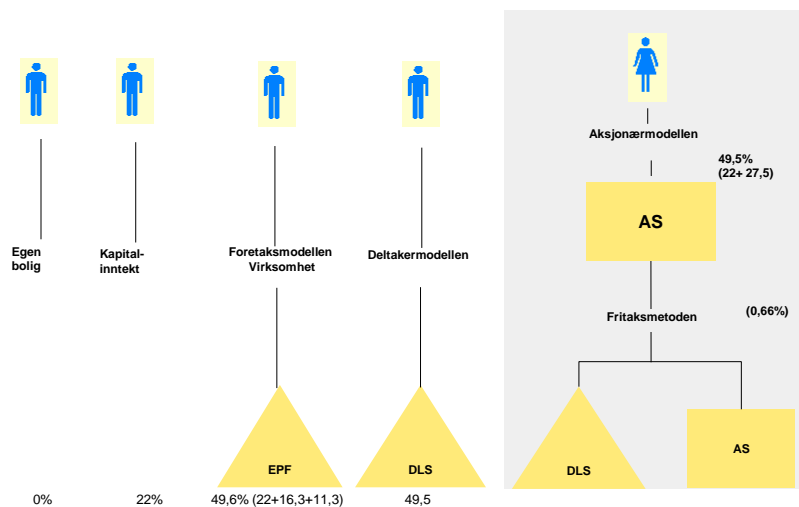 Aksjonærmodellen
49,5%
(22+ 27,5)
AS
Egen
bolig
Kapital-
inntekt
Foretaksmodellen
Virksomhet
Deltakermodellen
Fritaksmetoden
(0,66%)
EPF
DLS
DLS
AS
0%
22%
49,6% (22+16,3+11,3)
49,5